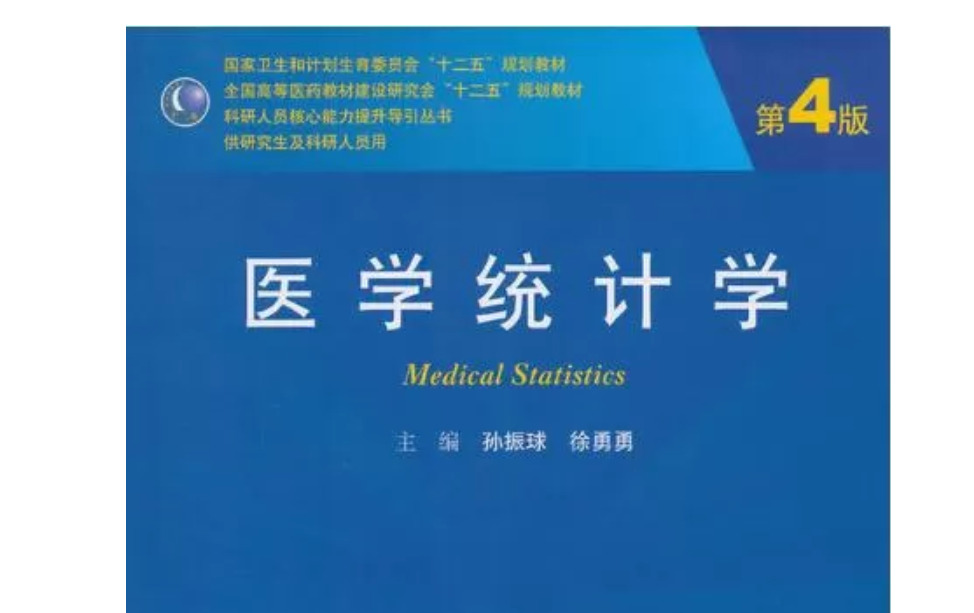 国家卫生和计划生育委员会“十二五”规划教材
全国高等医药教材建设研究会“十二五”规划教材
科研人员核心能力提升导引丛书
供研究生及科研人员用
第4版
医学统计学
Medical Statistics
主 编 孙振球 徐勇勇